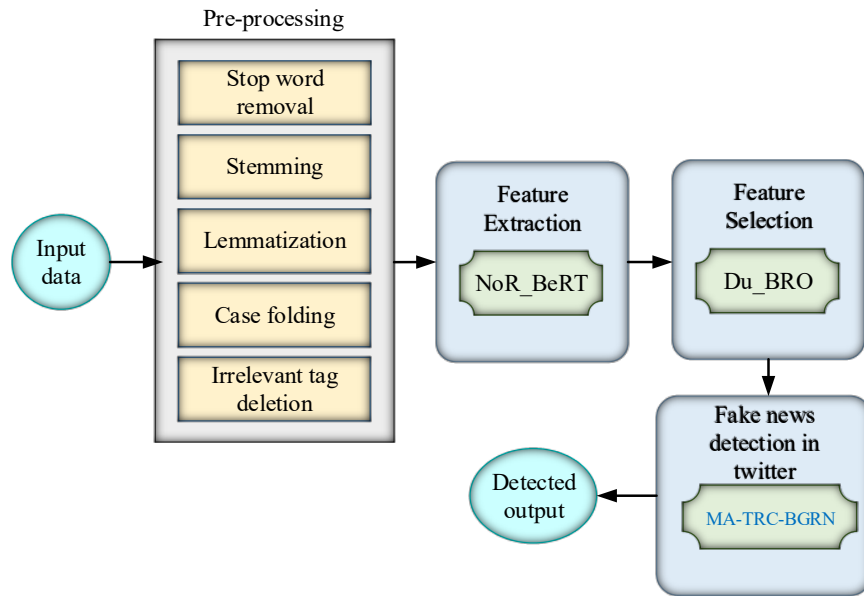 Pre-processing
Stop word
removal
Stemming
Lemmatization
Case folding
Irrelevant tag
deletion
Input
data
Feature
Extraction
NoR_BeRT
Feature
Selection
Du_BRO
Fake news
detection in
twitter
MA-TRC-BGRN
Detected
output